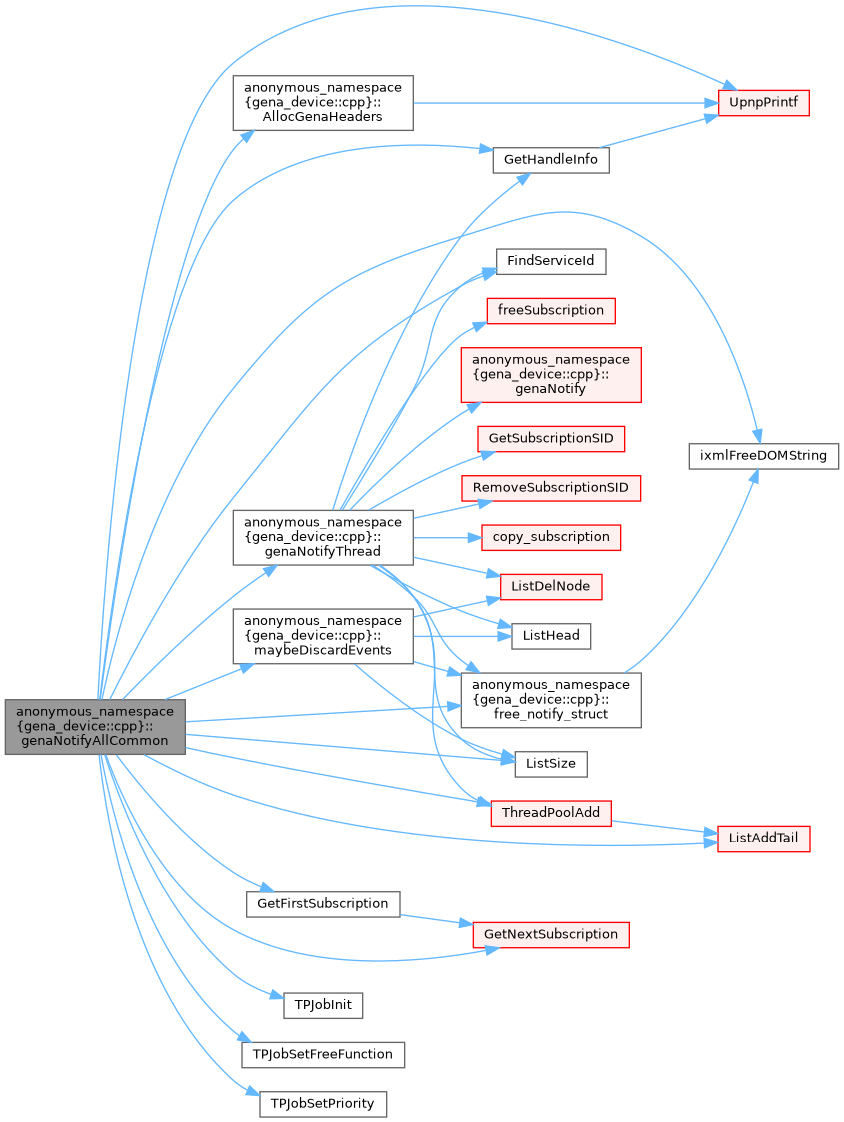 anonymous_namespace
{gena_device::cpp}::
AllocGenaHeaders
UpnpPrintf
GetHandleInfo
FindServiceId
freeSubscription
anonymous_namespace
{gena_device::cpp}::
genaNotify
GetSubscriptionSID
ixmlFreeDOMString
RemoveSubscriptionSID
anonymous_namespace
{gena_device::cpp}::
genaNotifyThread
copy_subscription
ListDelNode
anonymous_namespace
{gena_device::cpp}::
maybeDiscardEvents
ListHead
anonymous_namespace
{gena_device::cpp}::
free_notify_struct
anonymous_namespace
{gena_device::cpp}::
genaNotifyAllCommon
ListSize
ThreadPoolAdd
ListAddTail
GetFirstSubscription
GetNextSubscription
TPJobInit
TPJobSetFreeFunction
TPJobSetPriority